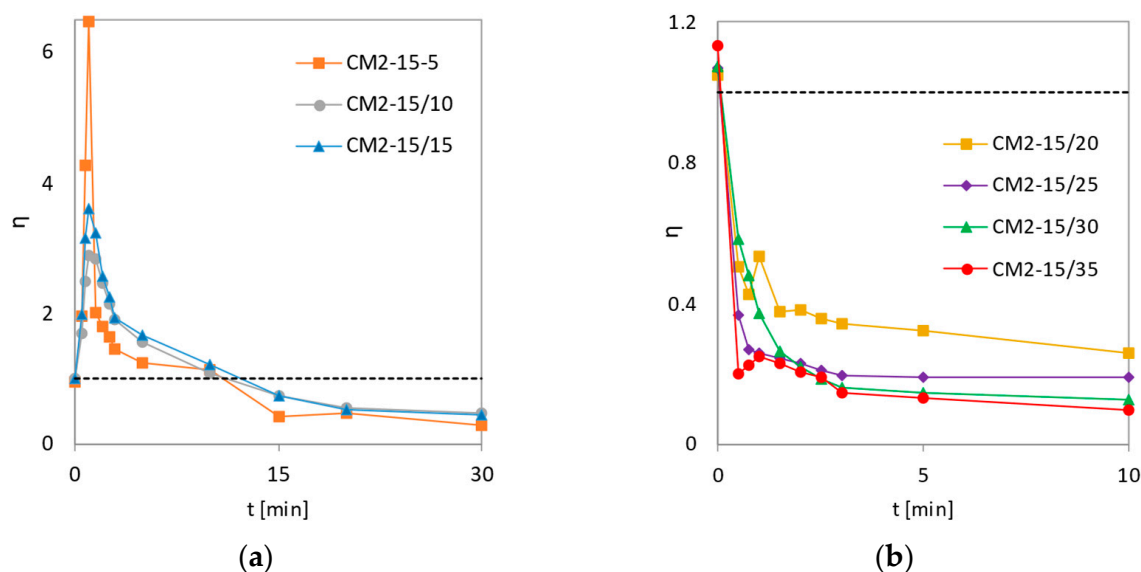 6
4
2
0
η
0
15
30
t [min]
CM2-15-5
CM2-15/10
CM2-15/15
(a)
1.2
0.8
0.4
0
η
0
5
10
t [min]
CM2-15/20
CM2-15/25
CM2-15/30
CM2-15/35
(b)